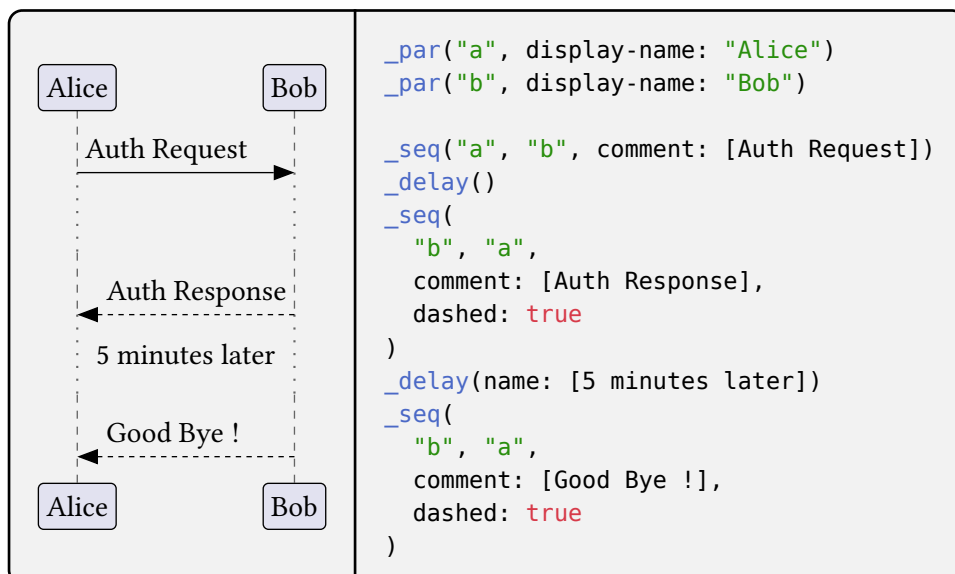 Alice Bob
Auth Request
Auth Response
5 minutes later
Good Bye !
Alice Bob
_par("a", display-name: "Alice")
_par("b", display-name: "Bob")
_seq("a", "b", comment: [Auth Request])
_delay()
_seq(
"b", "a",
comment: [Auth Response],
dashed: true
)
_delay(name: [5 minutes later])
_seq(
"b", "a",
comment: [Good Bye !],
dashed: true
)